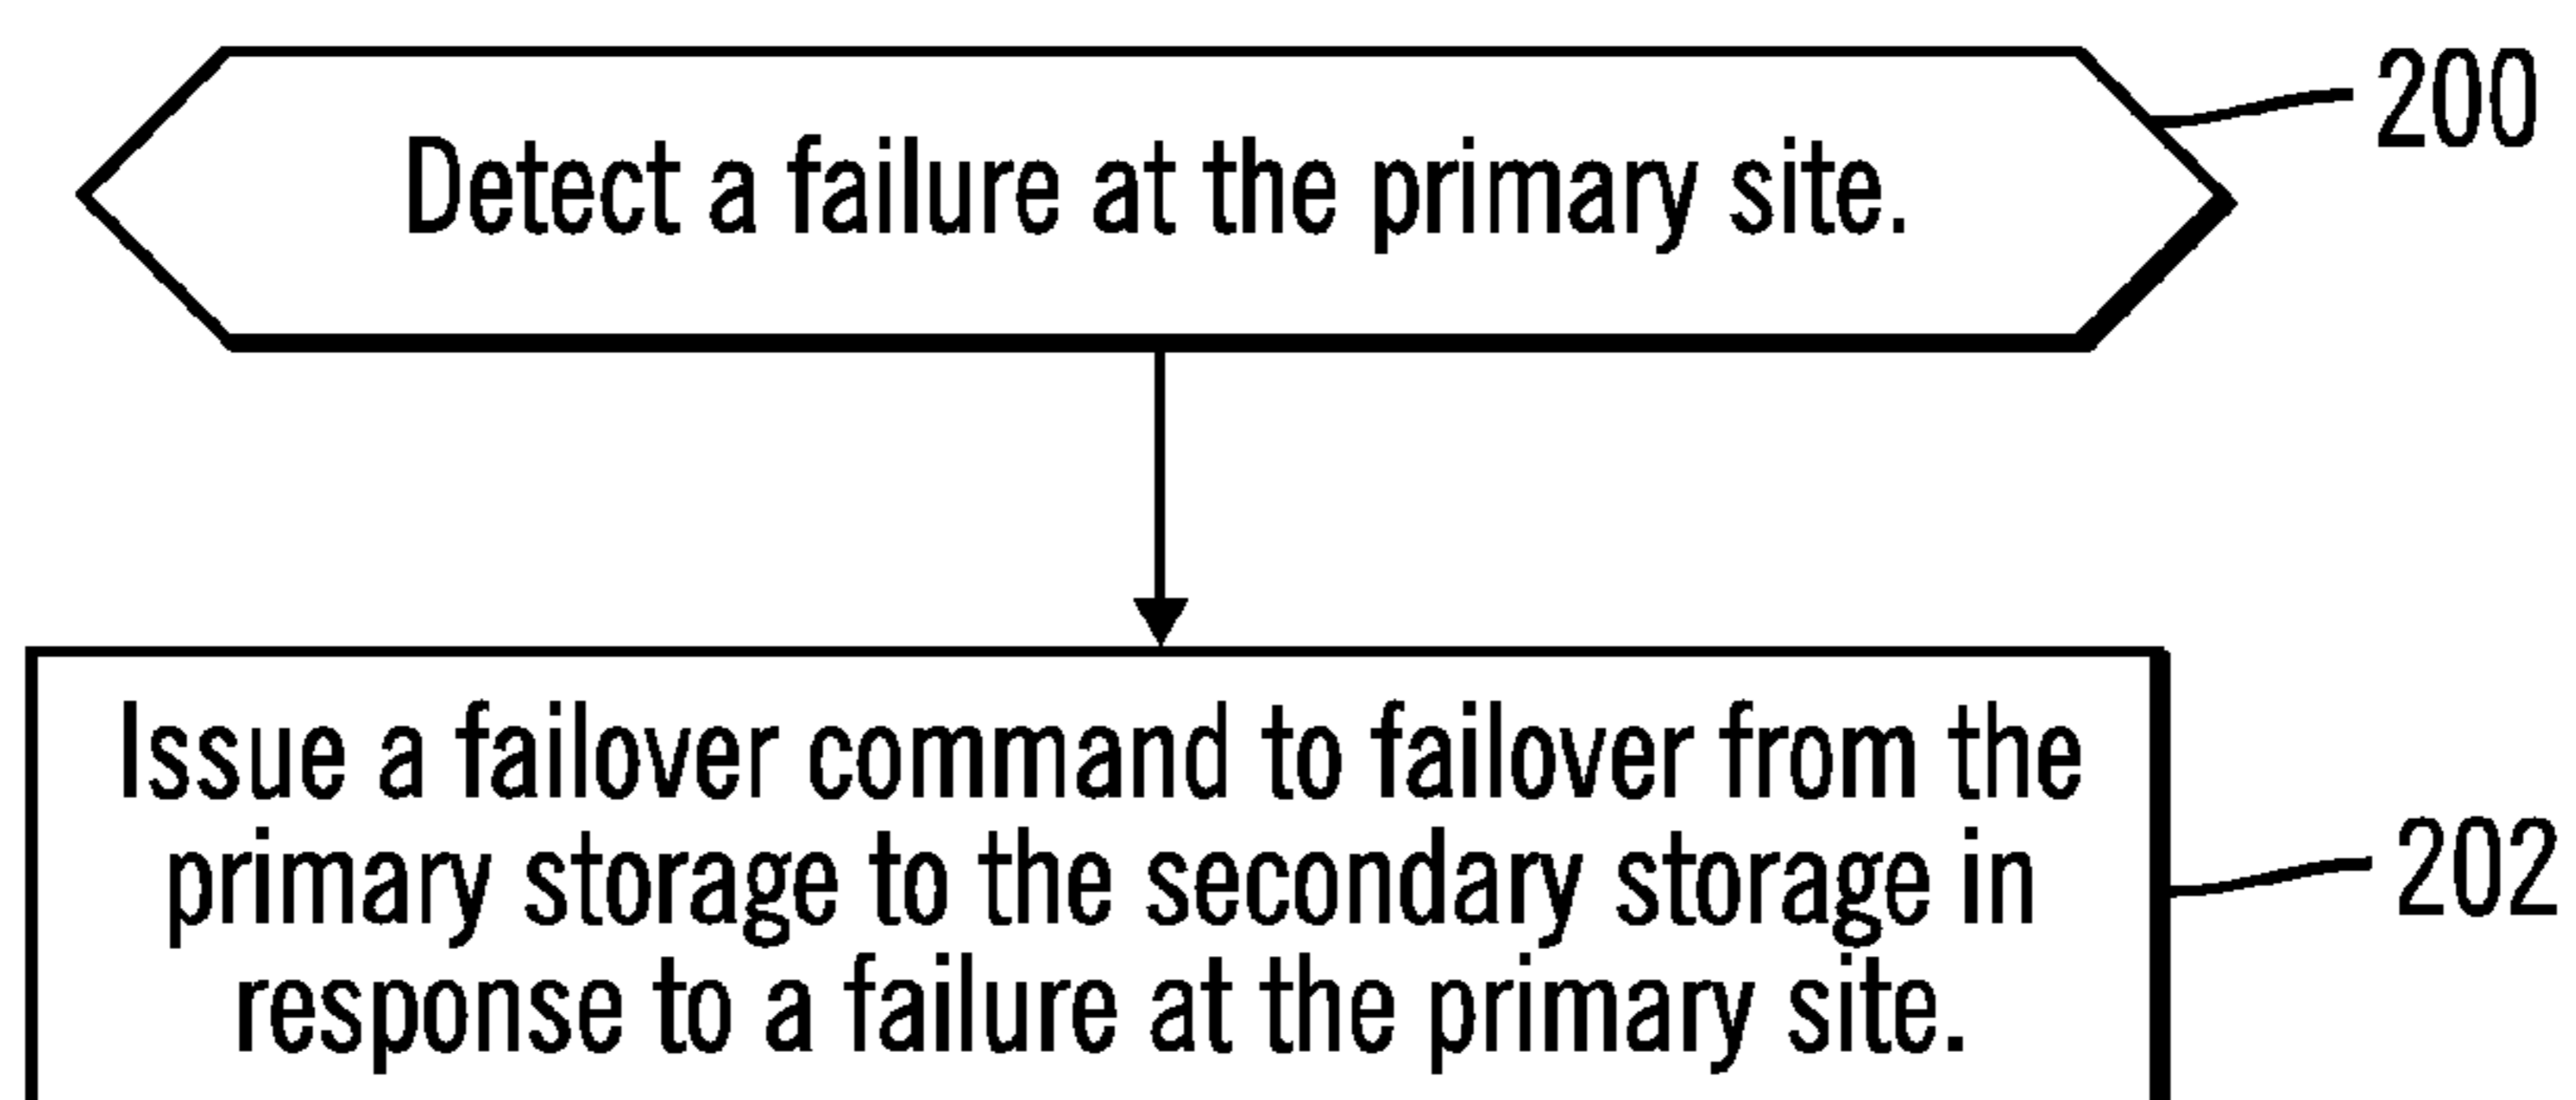 Detect a failure at the primary site.
200
Issue a failover command to failover from the
primary storage to the secondary storage in
response to a failure at the primary site.
202